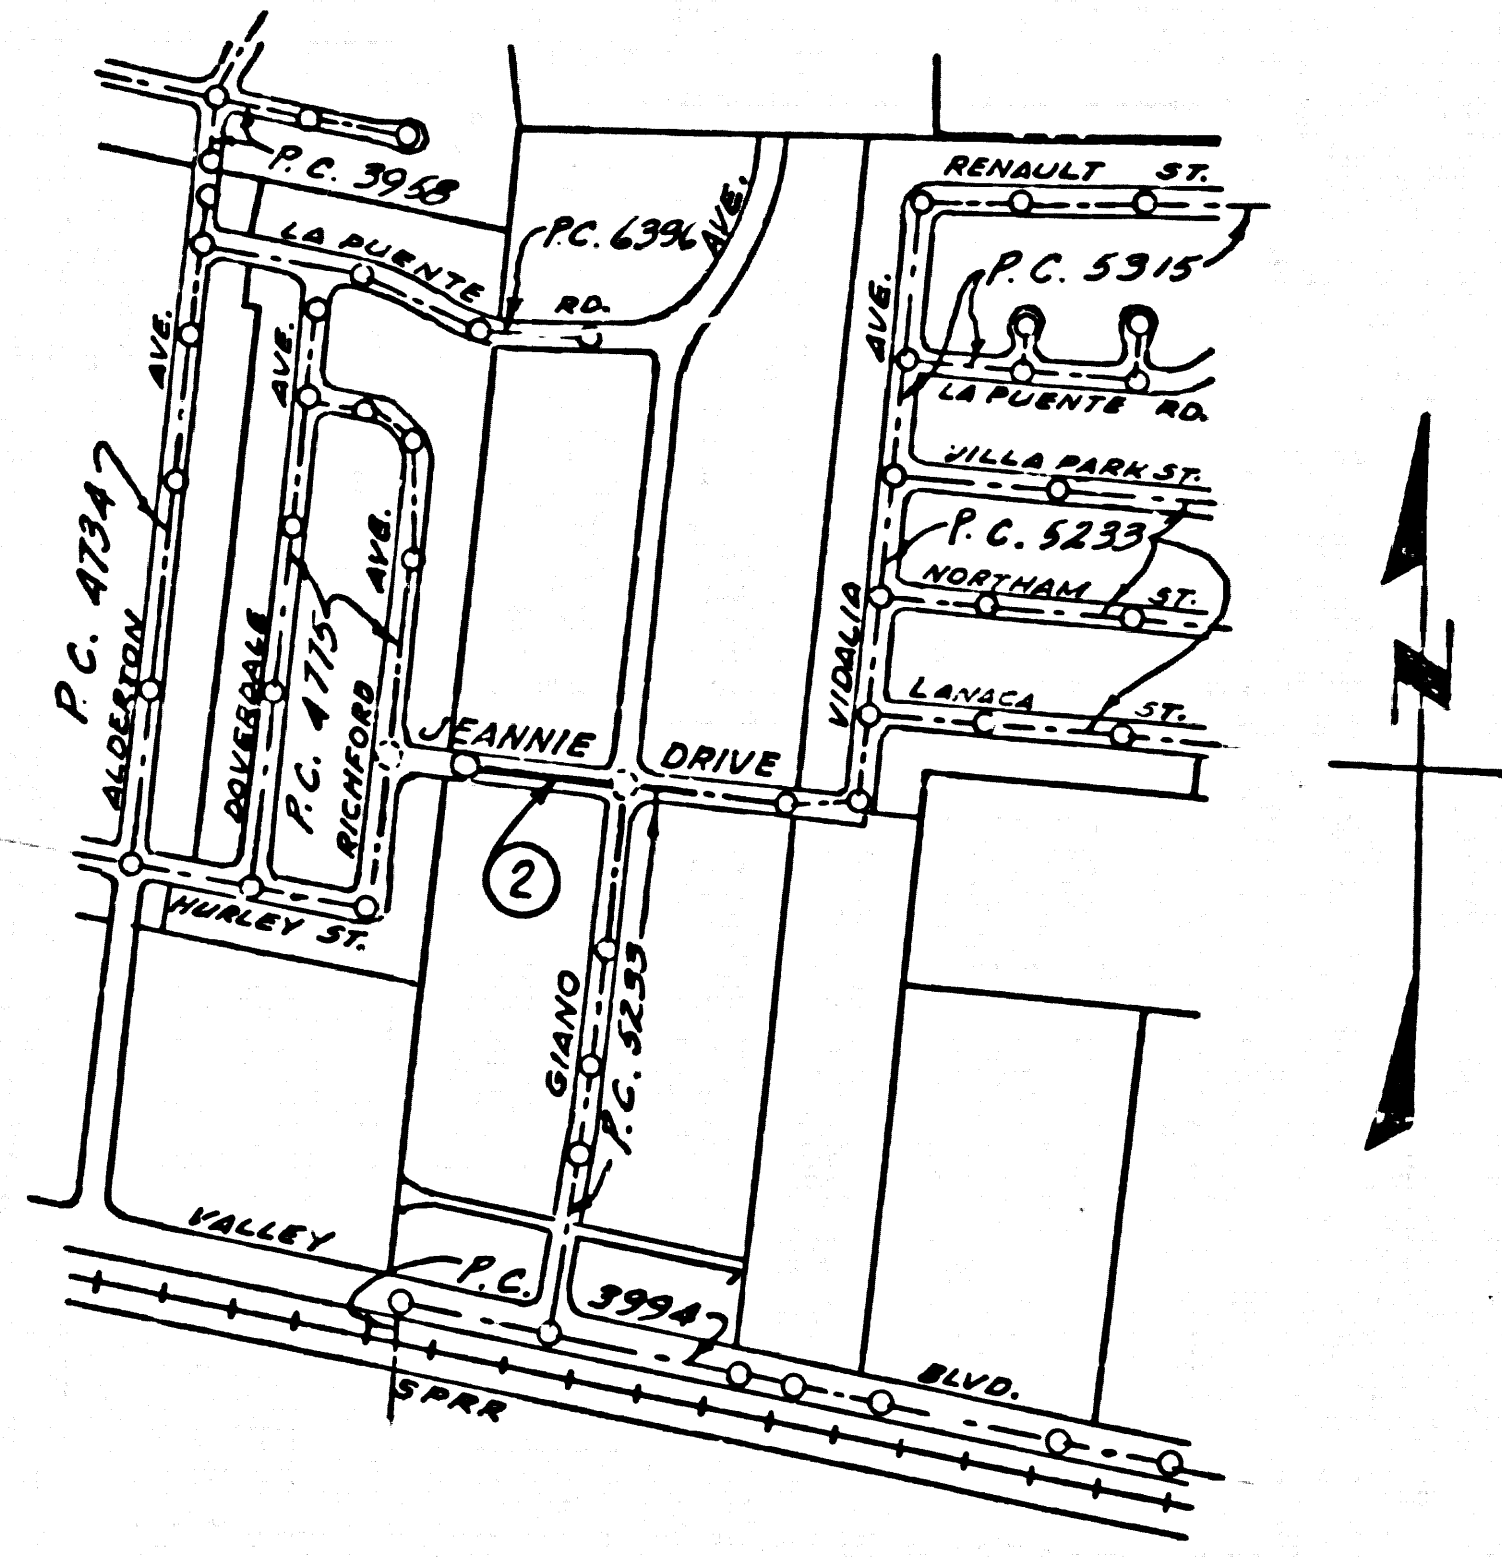 RENAULT ST.
P.C. 3958
LA PUENTE RD.
P.C. 6396
AVE.
P.C. 5315
AVE.
AVE.
AVE.
LA PUENTE RD.
VILLA PARK ST.
P.C. 4734
AVE.
P.C. 5233
NORTHAM ST.
ALDERTON
DOVERDALE
P.C. 4775
RICHFORD
VIDALIA
LANACA ST.
JEANNIE DRIVE
N
2
HURLEY ST.
GIANO
P.C. 5233
VALLEY BLVD.
P.C. 3994
SPRR